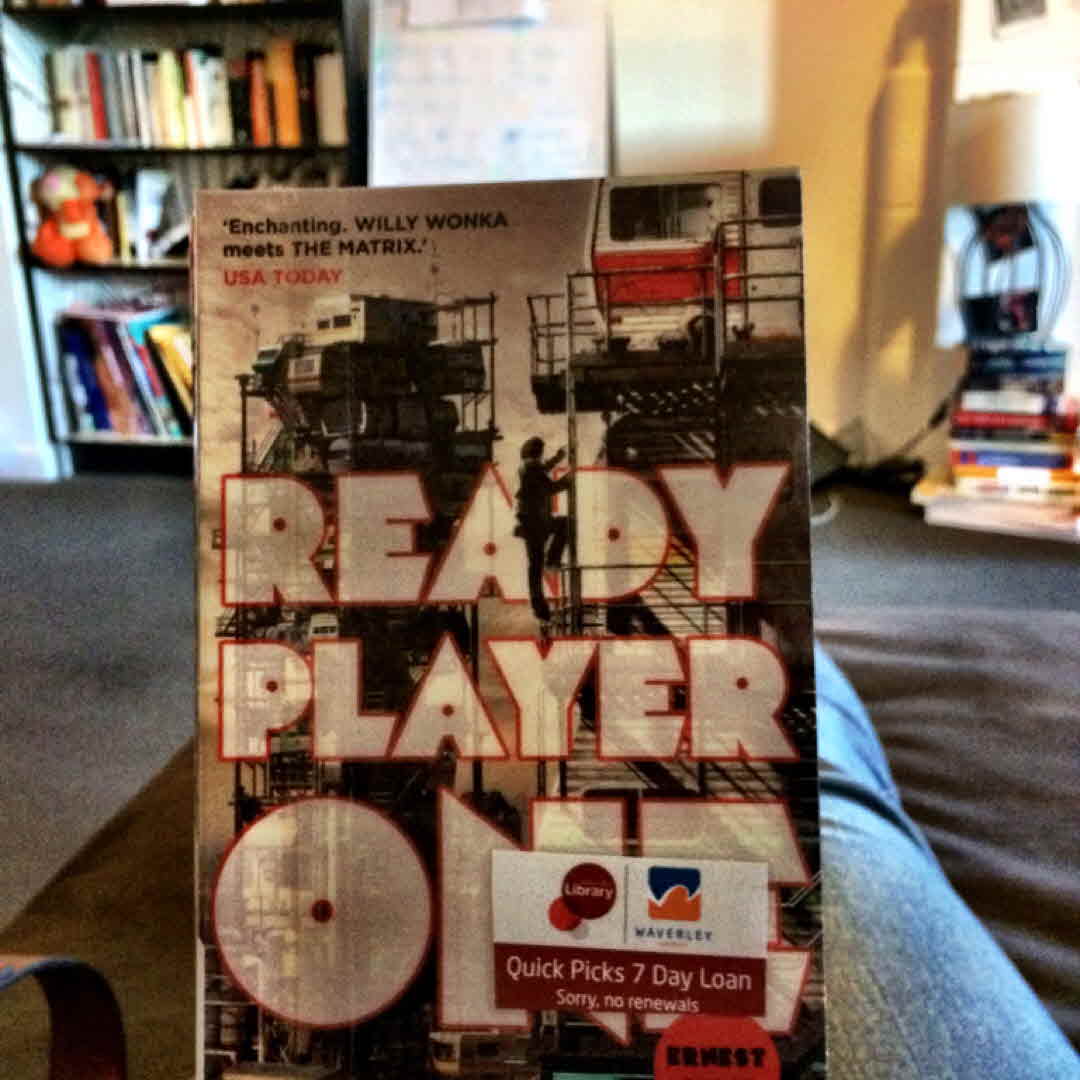 'Enchanting. WILLY WONKA
meets THE MATRIX.'
USA TODAY
READY
PLAYER
ONE
Library
WAVERLEY
Quick Picks 7 Day Loan
Sorry, no renewals
ERNEST